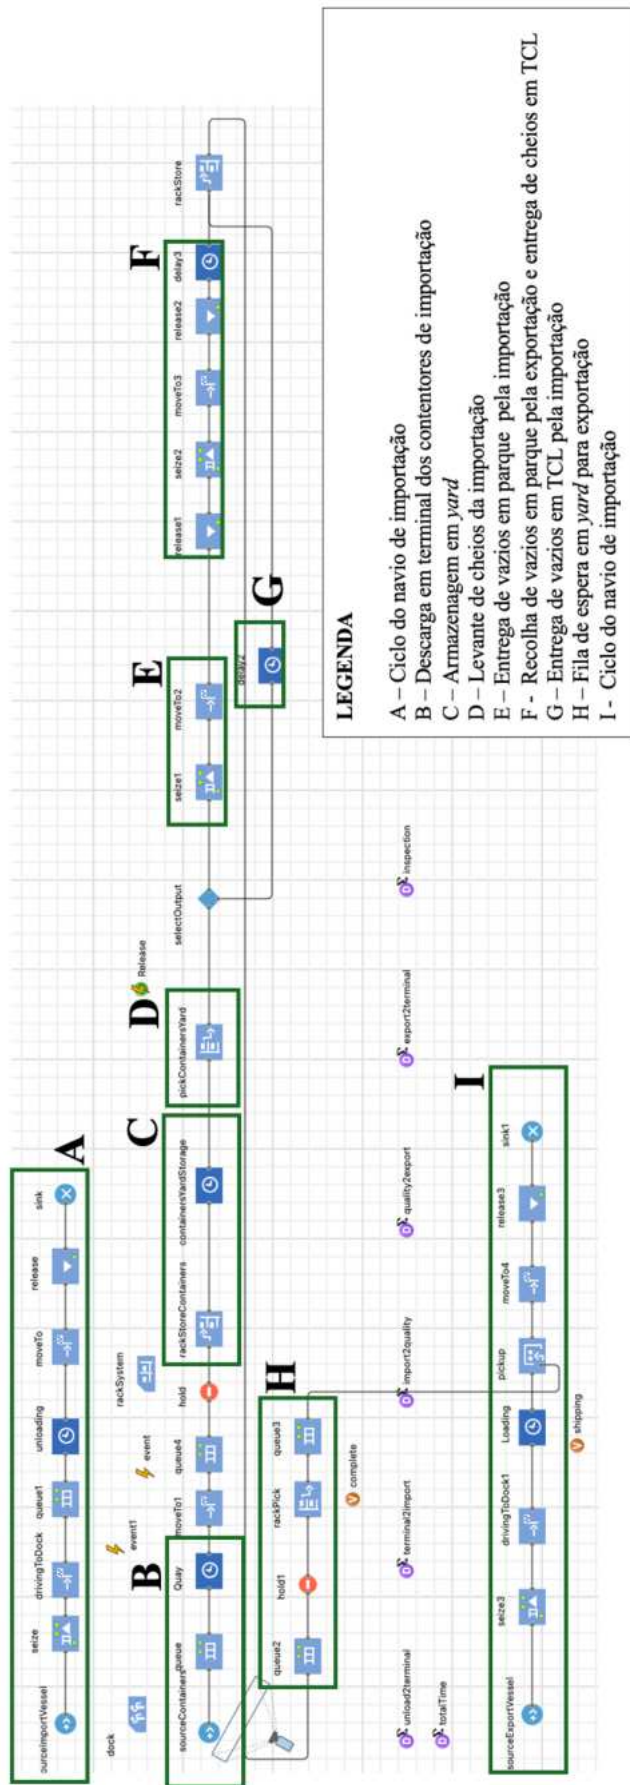 A
sourceImportVessel
seize
drivingToDock
queue1
unloading
moveTo
release
sink
dock
event1
event
rackSystem
B
C
D
Release
E
F
sourceContainers
queue
Quay
moveTo1
queue4
hold
rackStoreContainers
containersYardStorage
pickContainersYard
selectOutput
seize1
moveTo2
release1
seize2
moveTo3
release2
delay3
rackStore
G
delay2
H
queue2
hold1
rackPick
queue3
complete
unload2terminal
terminal2import
import2quality
quality2export
export2terminal
inspection
totalTime
I
sourceExportVessel
seize3
drivingToDock1
Loading
pickup
moveTo4
release3
sink1
shipping
LEGENDA
A – Ciclo do navio de importação
B – Descarga em terminal dos contentores de importação
C – Armazenagem em yard
D – Levante de cheios da importação
E – Entrega de vazios em parque pela importação
F - Recolha de vazios em parque pela exportação e entrega de cheios em TCL
G – Entrega de vazios em TCL pela importação
H – Fila de espera em yard para exportação
I - Ciclo do navio de importação